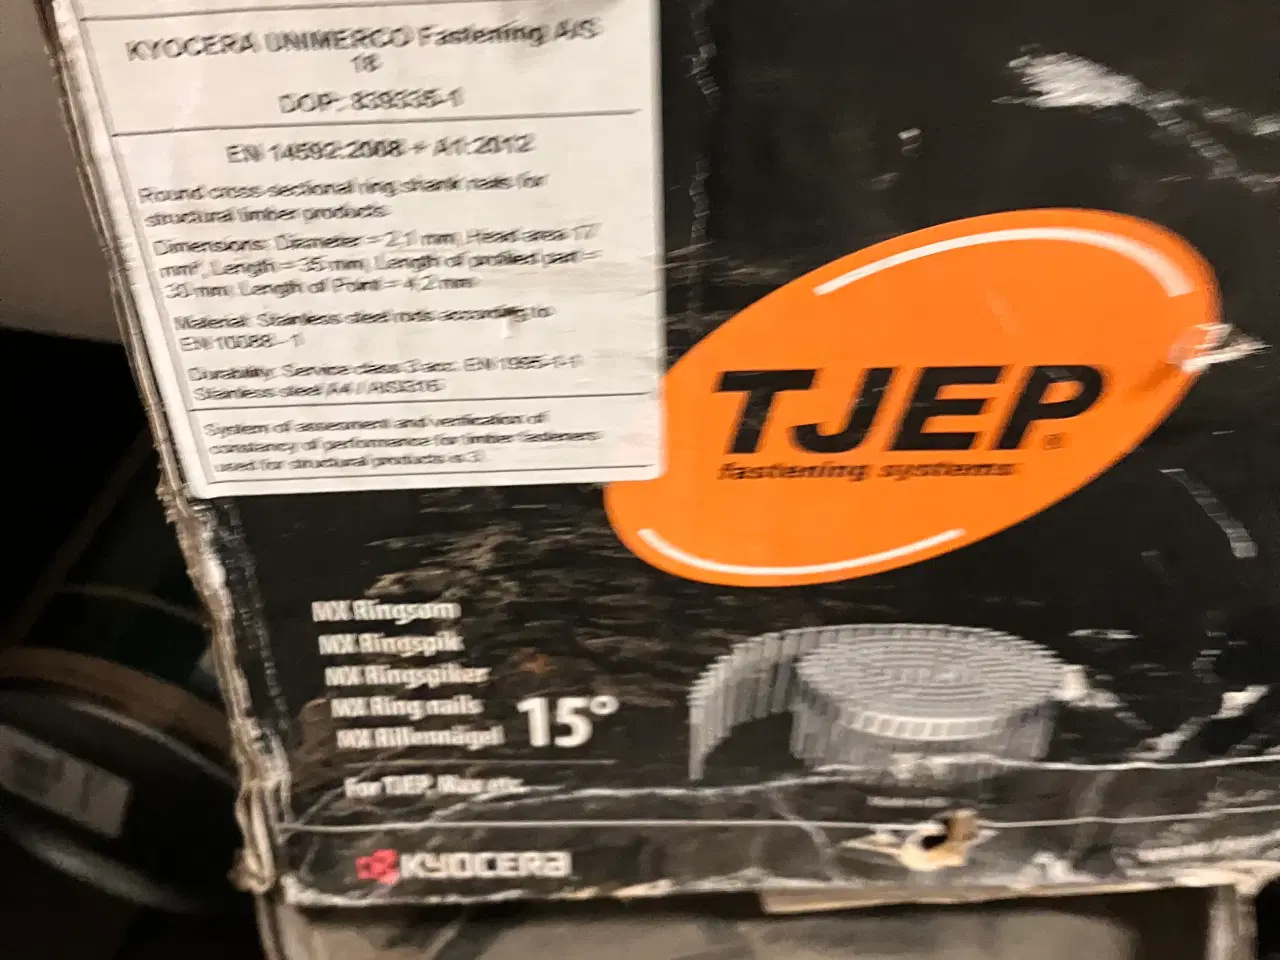 KYOCERA UNIMERCO Fastening A/S
18
DOP: 839335-1
EN 14592:2008 + A1:2012
Round cross-sectional ring shank nails for
structural timber products.
Dimensions: Diameter = 2,1 mm, Head area 17
mm², Length = 35 mm, Length of profiled part =
30 mm, Length of Point = 4,2 mm
Material: Stainless steel rods according to
EN 10088-1
Durability: Service class 3 acc. EN 1995-1-1
Stainless steel A4 / AISI316
System of assesment and verification of
constancy of performance for timber fasteners
used for structural products is 3
TJEP®
fastening systems
MX Ringsøm
MX Ringspik
MX Ringspiker
MX Ring nails
MX Rillennägel
15°
For TJEP, Max etc.
KYOCERA